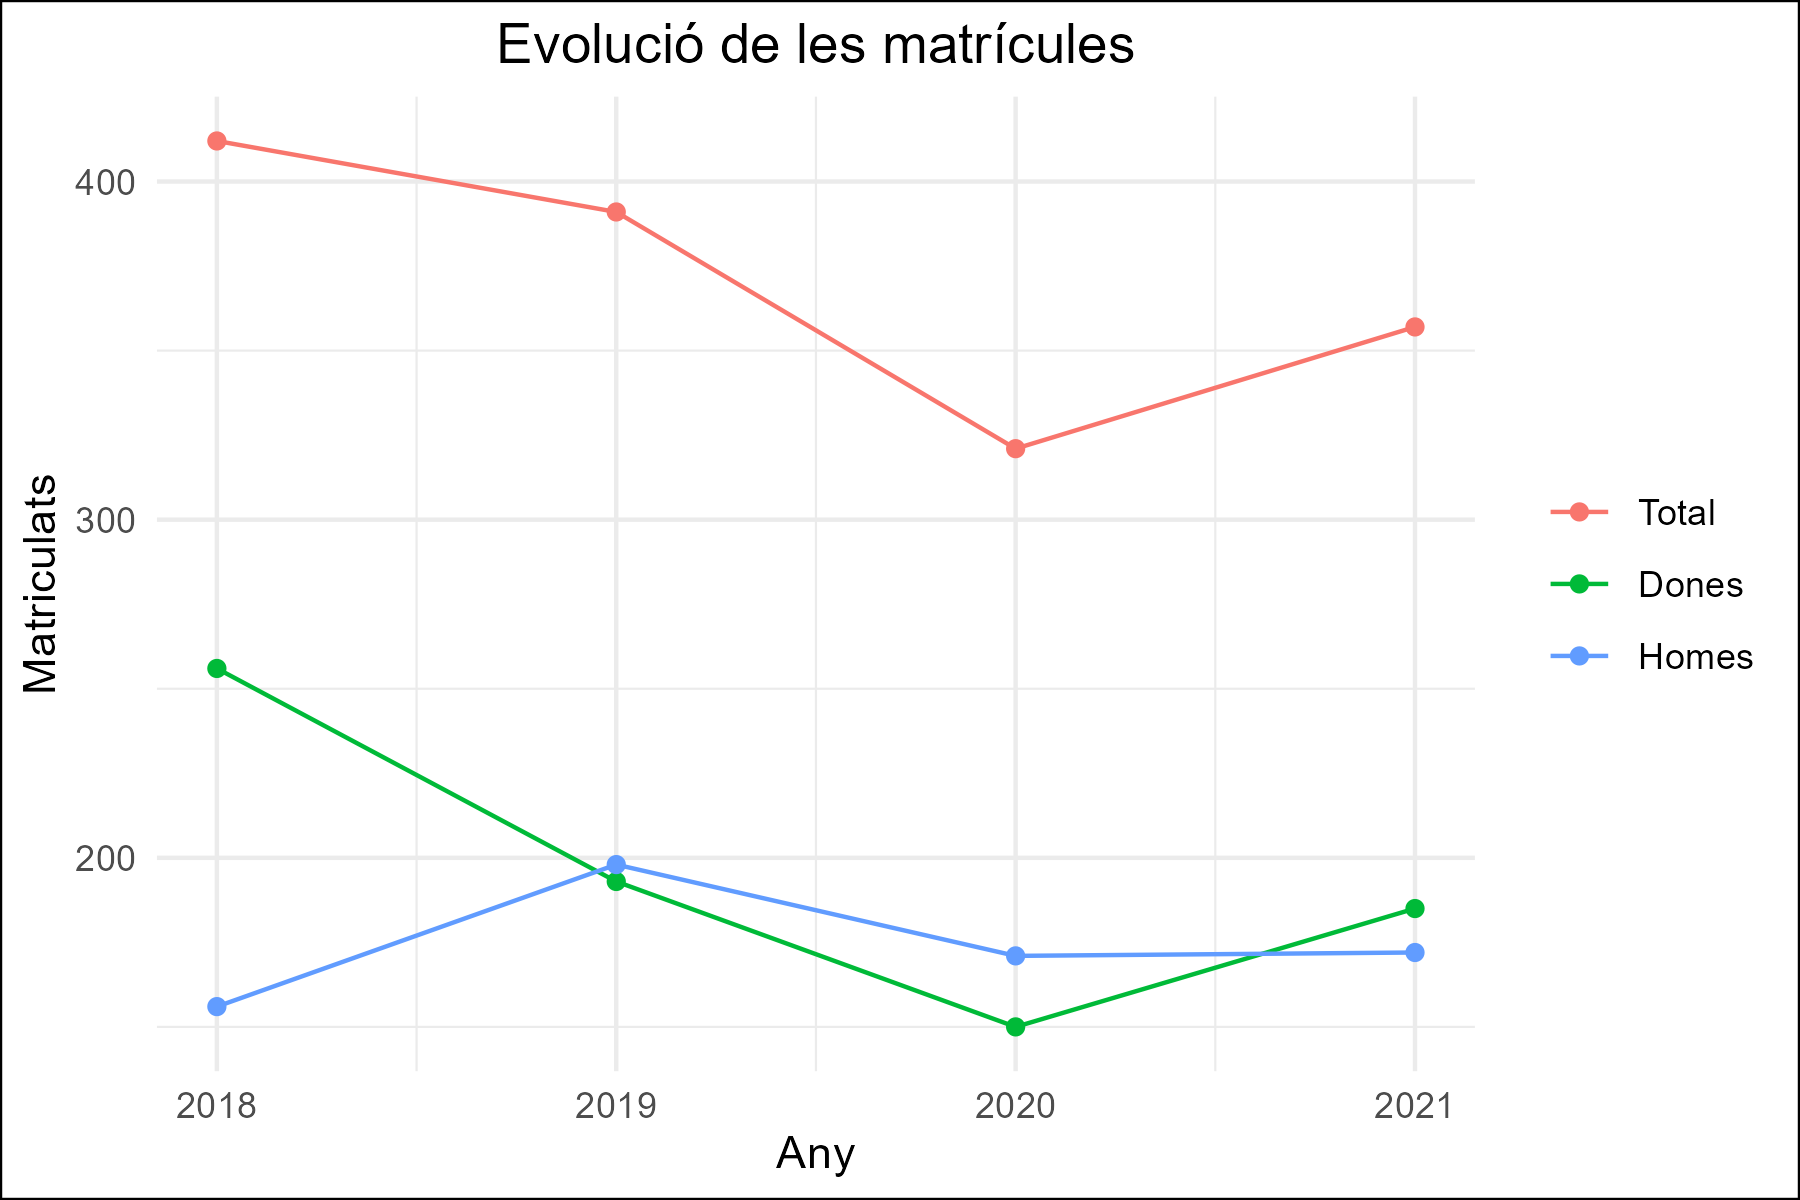 Evolució de les matrícules
400
300
200
Matriculats
2018
2019
2020
2021
Any
Total
Dones
Homes